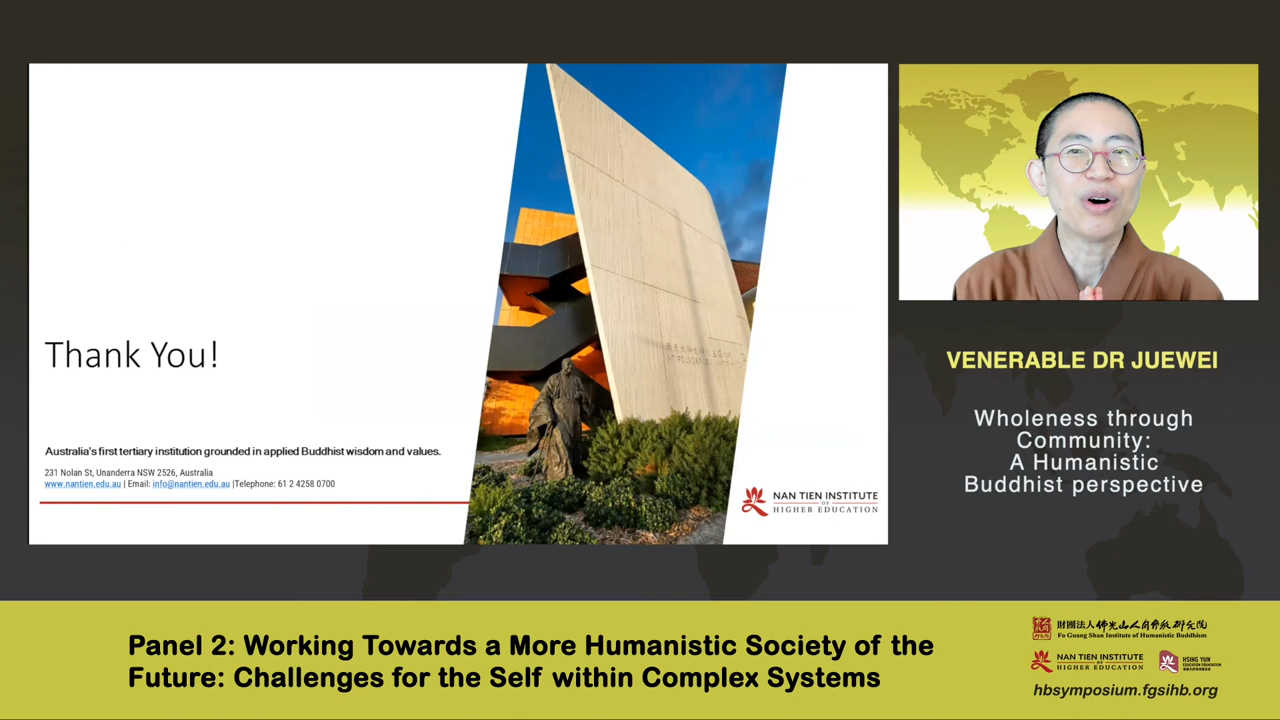 Thank You!
Australia's first tertiary institution grounded in applied Buddhist wisdom and values.
231 Nolan St, Unanderra NSW 2526, Australia
www.nantien.edu.au | Email: info@nantien.edu.au |Telephone: 61 2 4258 0700
NAN TIEN INSTITUTE
OF
HIGHER EDUCATION
VENERABLE DR JUEWEI
Wholeness through
Community:
A Humanistic
Buddhist perspective
Panel 2: Working Towards a More Humanistic Society of the
Future: Challenges for the Self within Complex Systems
財團法人佛光山人間佛教研究院
Fo Guang Shan Institute of Humanistic Buddhism
NAN TIEN INSTITUTE
OF
HIGHER EDUCATION
HSING YUN
EDUCATION FOUNDATION
hbsymposium.fgsihb.org